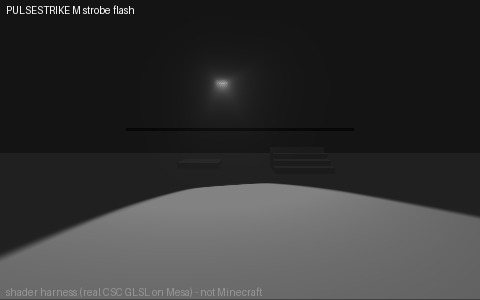 PULSESTRIKE M strobe flash
shader harness (real CSC GLSL on Mesa) - not Minecraft